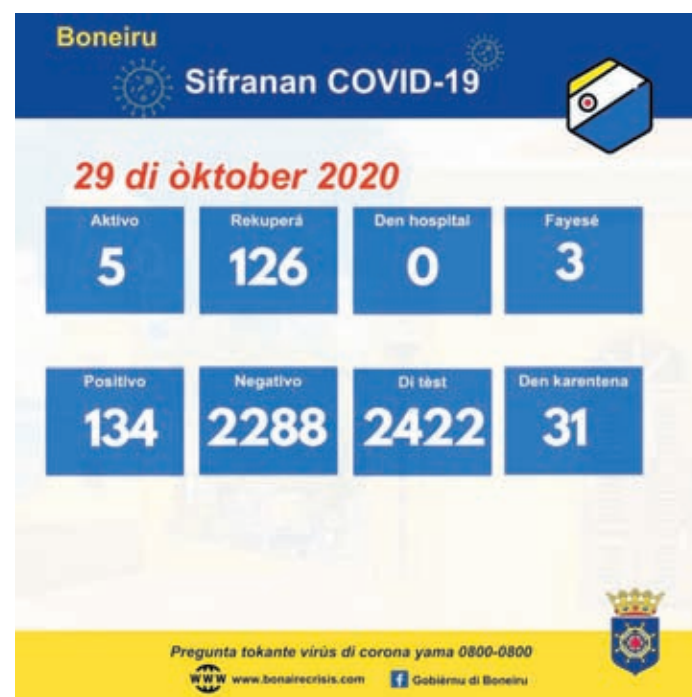 Boneiru
Sifranan COVID-19
29 di òktober 2020
Aktivo Rekuperá Den hospital Fayesé
5 126 0 3
Positivo Negativo Di tèst Den karentena
134 2288 2422 31
Pregunta tokante vírùs di corona yama 0800-0800
www www.bonairecrisis.com f Gobièrnu di Boneiru